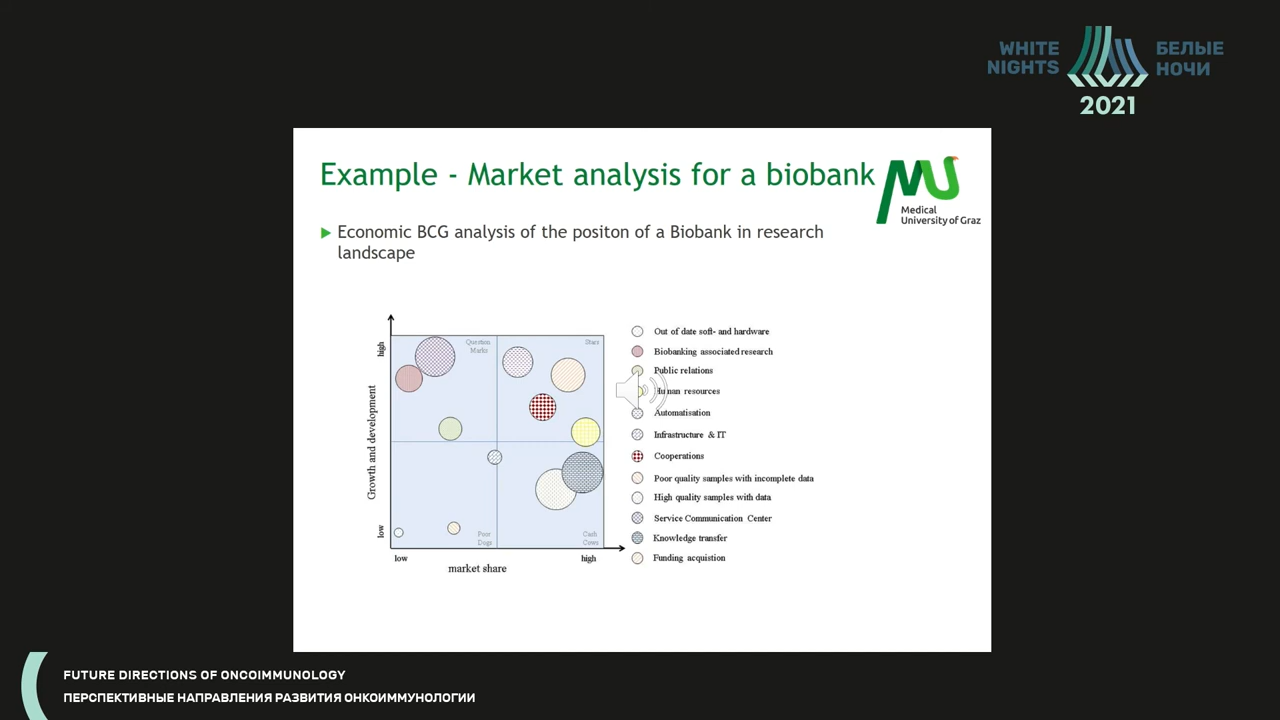 WHITE
NIGHTS
БЕЛЫЕ
НОЧИ
2021
Example - Market analysis for a biobank
Medical
University of Graz
Economic BCG analysis of the positon of a Biobank in research
landscape
high
Growth and development
low
Question
Marks
Stars
Poor
Dogs
Cash
Cows
low
high
market share
Out of date soft- and hardware
Biobanking associated research
Public relations
Human resources
Automatisation
Infrastructure & IT
Cooperations
Poor quality samples with incomplete data
High quality samples with data
Service Communication Center
Knowledge transfer
Funding acquistion
FUTURE DIRECTIONS OF ONCOIMMUNOLOGY
ПЕРСПЕКТИВНЫЕ НАПРАВЛЕНИЯ РАЗВИТИЯ ОНКОИММУНОЛОГИИ